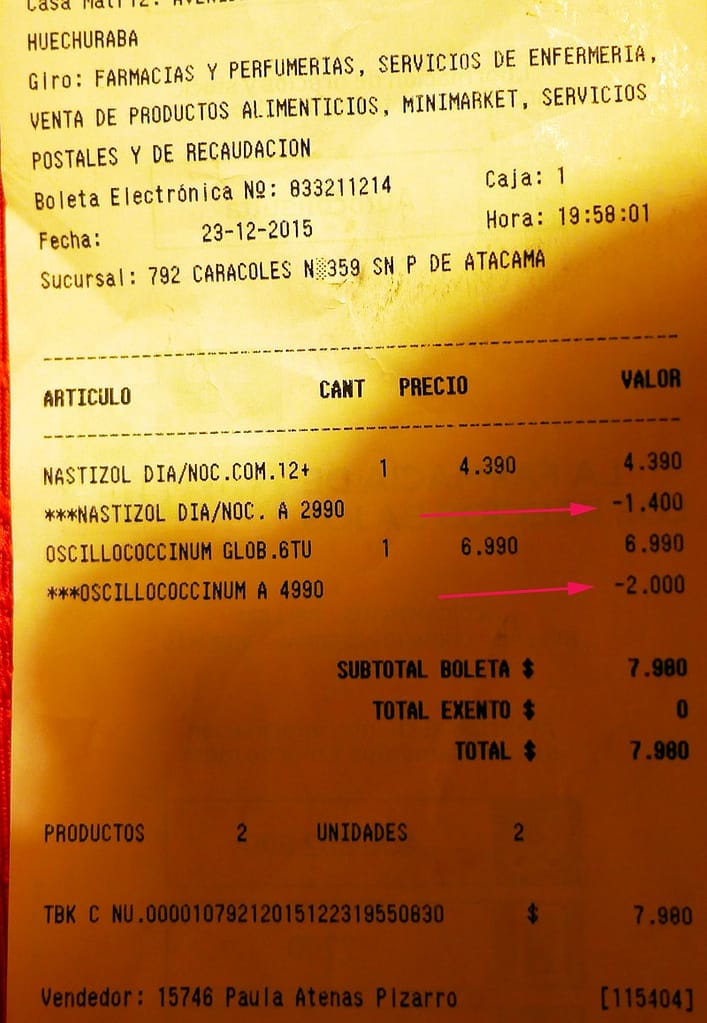 Casa Matriz:
HUECHURABA
Giro: FARMACIAS Y PERFUMERIAS, SERVICIOS DE ENFERMERIA,
VENTA DE PRODUCTOS ALIMENTICIOS, MINIMARKET, SERVICIOS
POSTALES Y DE RECAUDACION
Boleta Electrónica Nº: 833211214 Caja: 1
Fecha: 23-12-2015 Hora: 19:58:01
Sucursal: 792 CARACOLES N░359 SN P DE ATACAMA
ARTICULO CANT PRECIO VALOR
NASTIZOL DIA/NOC.COM.12+ 1 4.390 4.390
***NASTIZOL DIA/NOC. A 2990 -1.400
OSCILLOCOCCINUM GLOB.6TU 1 6.990 6.990
***OSCILLOCOCCINUM A 4990 -2.000
SUBTOTAL BOLETA $ 7.980
TOTAL EXENTO $ 0
TOTAL $ 7.980
PRODUCTOS 2 UNIDADES 2
TBK C NU.00001079212015122319550830 $ 7.980
Vendedor: 15746 Paula Atenas Pizarro [115404]